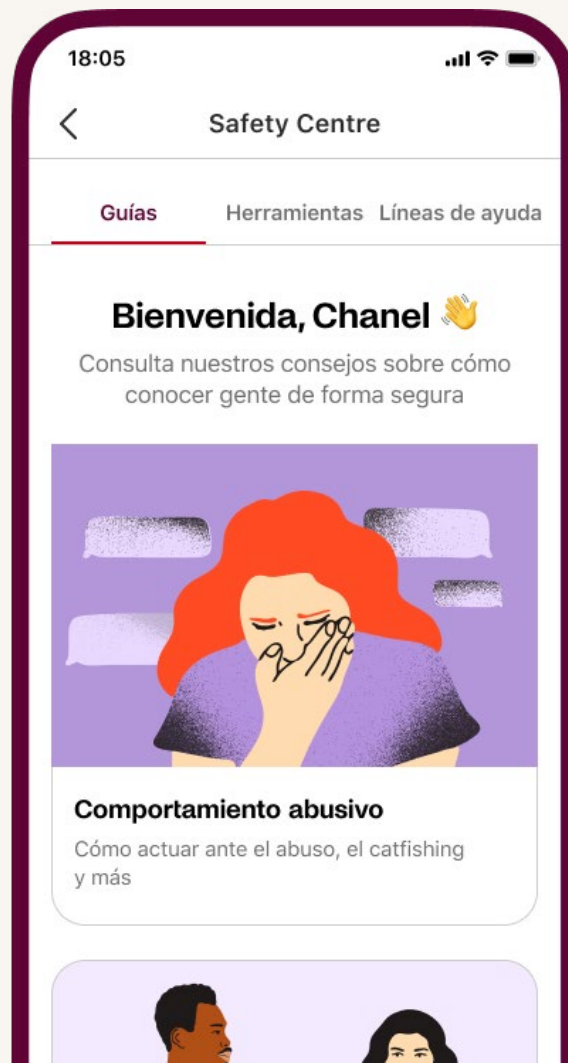 18:05
Safety Centre
Guías Herramientas Líneas de ayuda
Bienvenida, Chanel 👋
Consulta nuestros consejos sobre cómo
conocer gente de forma segura
Comportamiento abusivo
Cómo actuar ante el abuso, el catfishing
y más